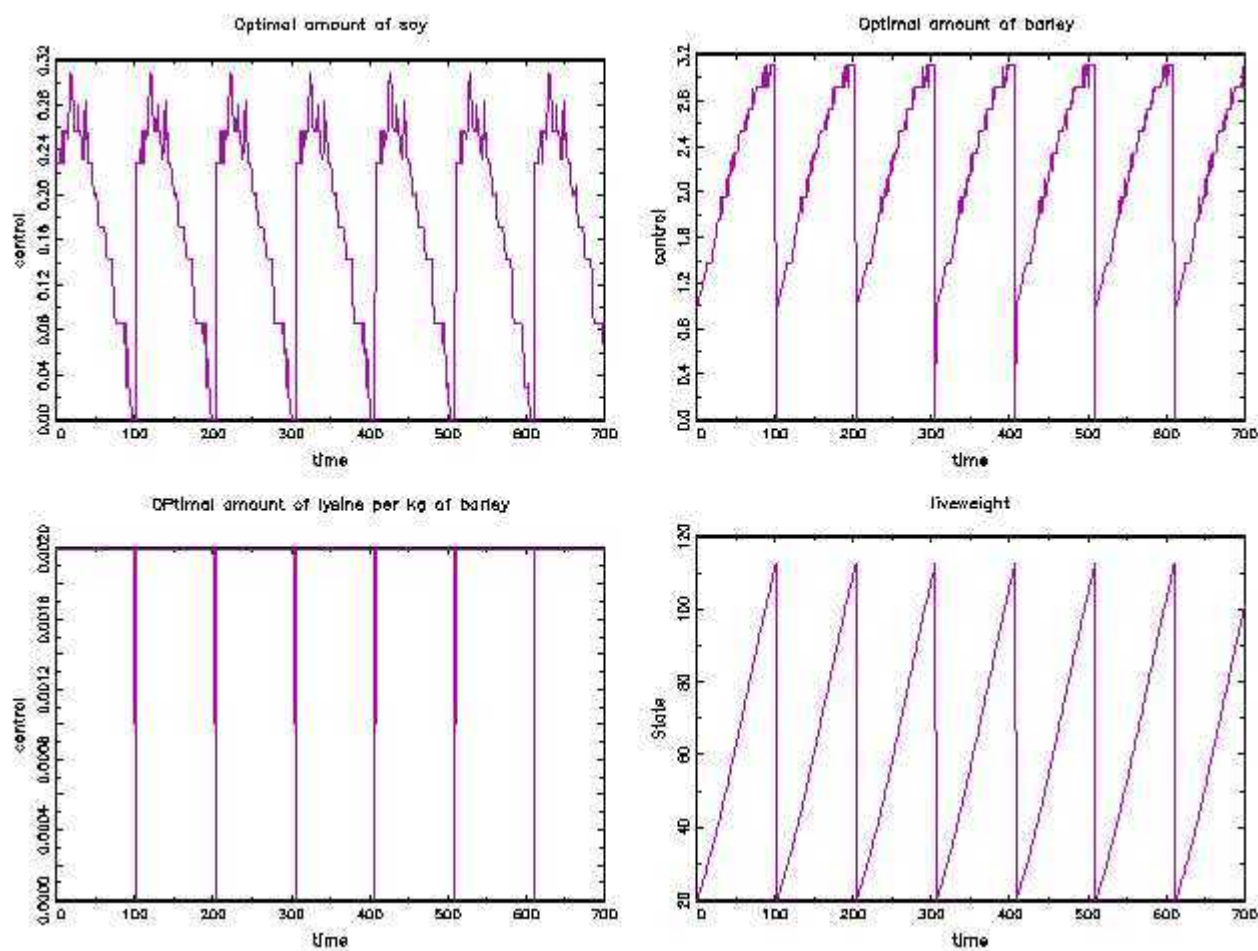 Optimal amount of soy
0.32
0.28
0.24
0.20
0.16
0.12
0.08
0.04
0.00
control
0 100 200 300 400 500 600 700
time
Optimal amount of barley
3.2
2.8
2.4
2.0
1.6
1.2
0.8
0.4
0.0
control
0 100 200 300 400 500 600 700
time
OPtimal amount of lysine per kg of barley
0.0020
0.0016
0.0012
0.0008
0.0004
0.0000
control
0 100 200 300 400 500 600 700
time
liveweight
120
100
80
60
40
20
State
0 100 200 300 400 500 600 700
time